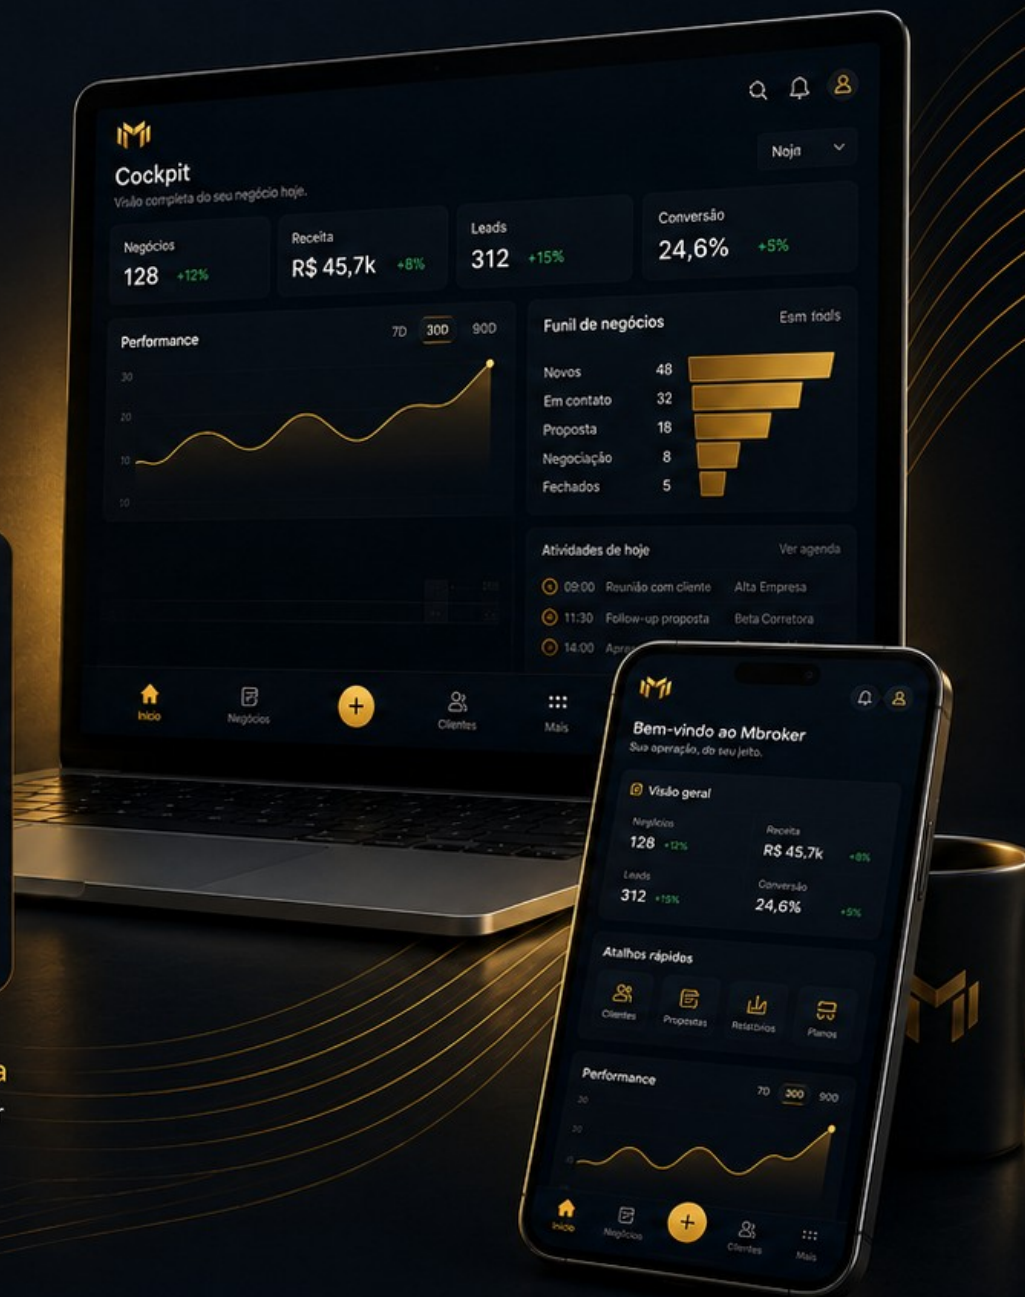 Cockpit
Visão completa do seu negócio hoje.
Nojn
Negócios
128 +12%
Receita
R$ 45,7k +8%
Leads
312 +15%
Conversão
24,6% +5%
Performance
7D 30D 90D
30
20
10
Funil de negócios
Esm fools
Novos 48
Em contato 32
Proposta 18
Negociação 8
Fechados 5
Atividades de hoje
Ver agenda
09:00 Reunião com cliente Alta Empresa
11:30 Follow-up proposta Beta Corretora
14:00
Início
Negócios
Clientes
Mais
Bem-vindo ao Mbroker
Sua operação, do seu jeito.
Visão geral
Negócios
128 +12%
Receita
R$ 45,7k +8%
Leads
312 +15%
Conversão
24,6% +5%
Atalhos rápidos
Clientes
Propostas
Relatórios
Planos
Performance
7D 30D 90D
Início
Negócios
Clientes
Mais